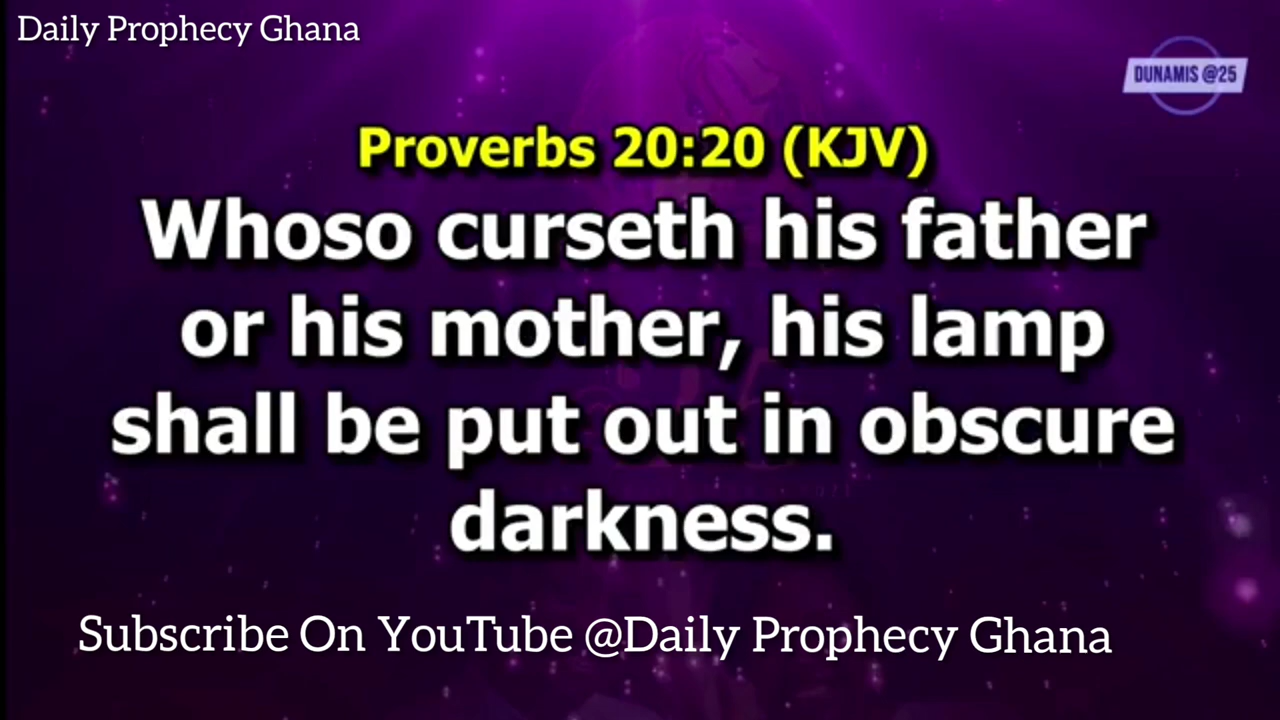 Daily Prophecy Ghana
DUNAMIS @25
Proverbs 20:20 (KJV)
Whoso curseth his father
or his mother, his lamp
shall be put out in obscure
darkness.
Subscribe On YouTube @Daily Prophecy Ghana